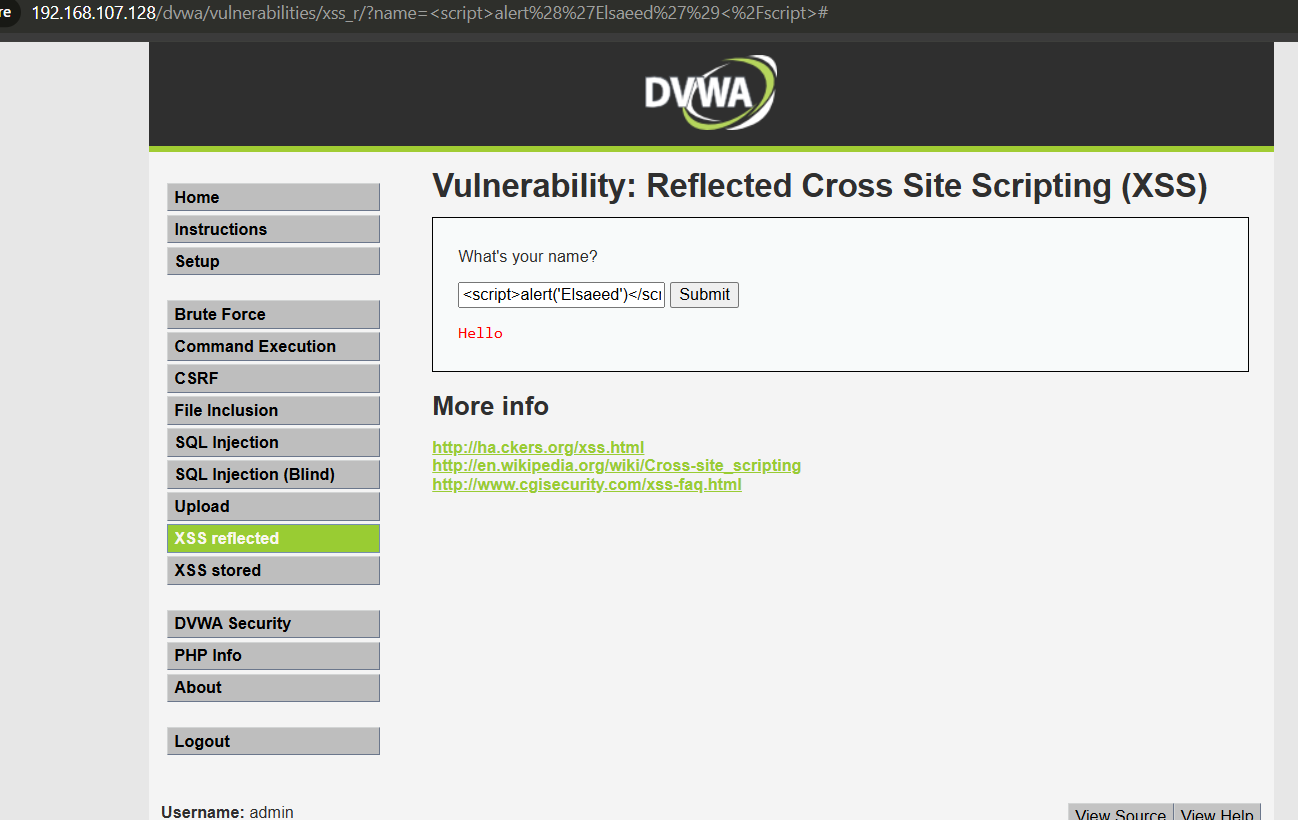 re 192.168.107.128/dvwa/vulnerabilities/xss_r/?name=<script>alert%28%27Elsaeed%27%29<%2Fscript>#
DVWA
Home
Instructions
Setup
Brute Force
Command Execution
CSRF
File Inclusion
SQL Injection
SQL Injection (Blind)
Upload
XSS reflected
XSS stored
DVWA Security
PHP Info
About
Logout
Vulnerability: Reflected Cross Site Scripting (XSS)
What's your name?
<script>alert('Elsaeed')</scri Submit
Hello
More info
http://ha.ckers.org/xss.html
http://en.wikipedia.org/wiki/Cross-site_scripting
http://www.cgisecurity.com/xss-faq.html
Username: admin
View Source View Help